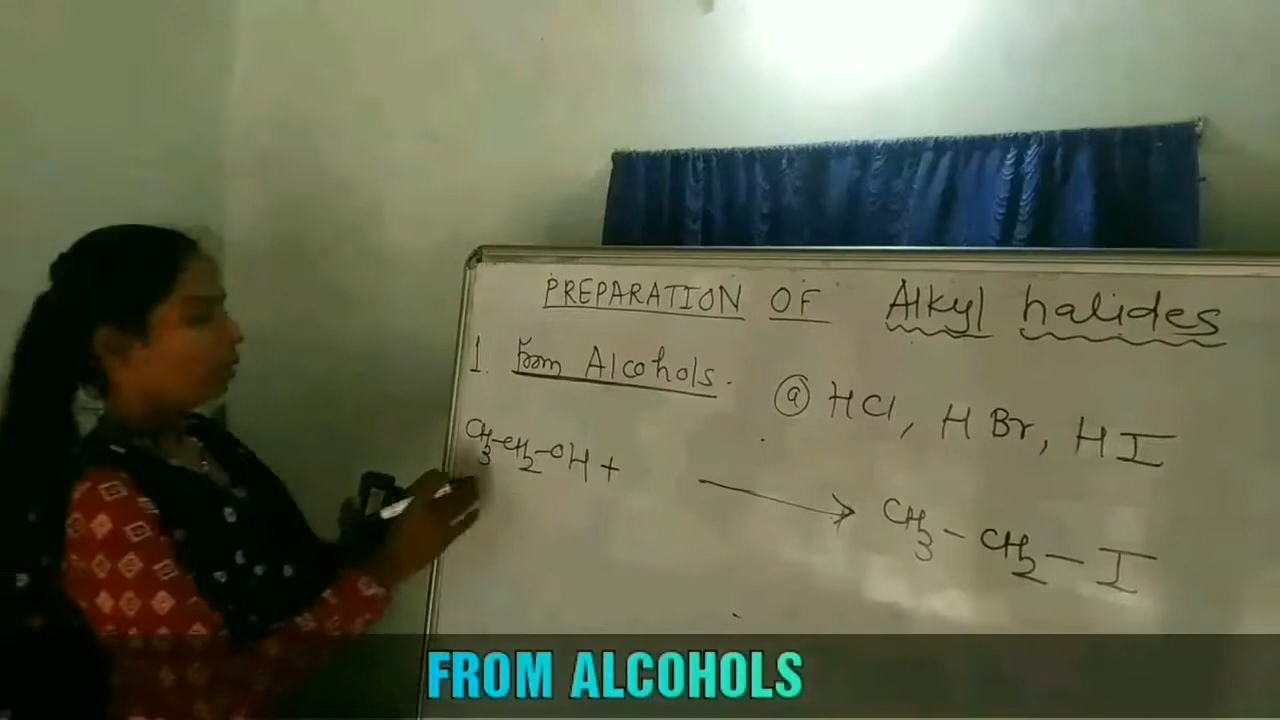 PREPARATION OF Alkyl halides
1. From Alcohols.
ⓐ HCl, HBr, HI
CH3-CH2-OH + ⟶ CH3-CH2-I
FROM ALCOHOLS